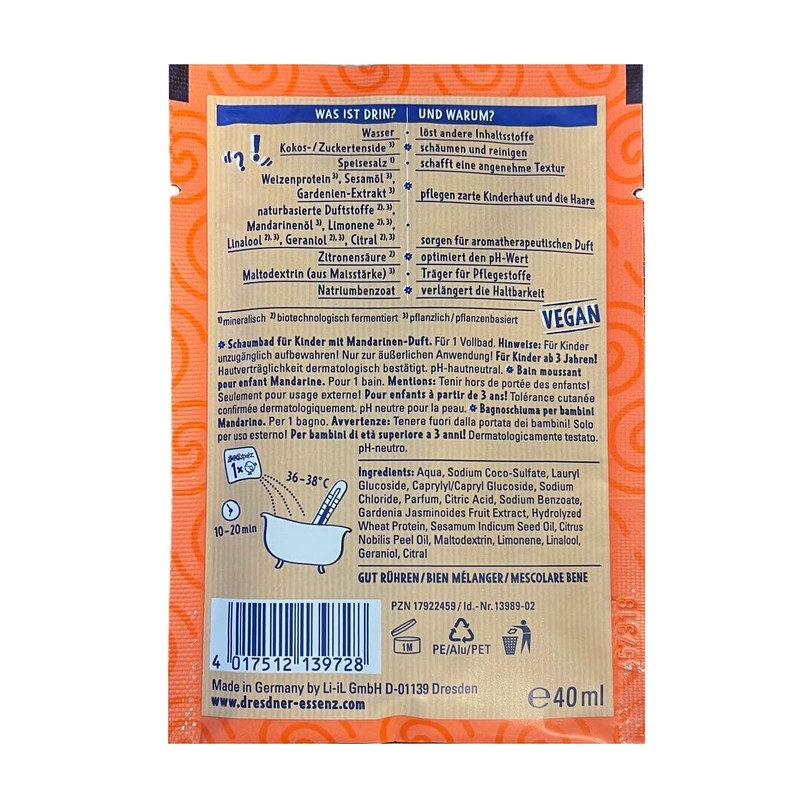 WAS IST DRIN? UND WARUM?
"?!"
Wasser löst andere Inhaltsstoffe
Kokos-/Zuckertenside ³⁾ schäumen und reinigen
Speisesalz ¹⁾ schafft eine angenehme Textur
Weizenprotein ³⁾, Sesamöl ³⁾,
Gardenien-Extrakt ³⁾ pflegen zarte Kinderhaut und die Haare
naturbasierte Duftstoffe ²⁾, ³⁾,
Mandarinenöl ³⁾, Limonene ²⁾, ³⁾,
Linalool ²⁾, ³⁾, Geraniol ²⁾, ³⁾, Citral ²⁾, ³⁾ sorgen für aromatherapeutischen Duft
Zitronensäure ²⁾ optimiert den pH-Wert
Maltodextrin (aus Maisstärke) ³⁾ Träger für Pflegestoffe
Natriumbenzoat verlängert die Haltbarkeit
¹⁾mineralisch ²⁾biotechnologisch fermentiert ³⁾pflanzlich/pflanzenbasiert
VEGAN
Schaumbad für Kinder mit Mandarinen-Duft. Für 1 Vollbad. Hinweise: Für Kinder
unzugänglich aufbewahren! Nur zur äußerlichen Anwendung! Für Kinder ab 3 Jahren!
Hautverträglichkeit dermatologisch bestätigt. pH-hautneutral. Bain moussant
pour enfant Mandarine. Pour 1 bain. Mentions: Tenir hors de portée des enfants!
Seulement pour usage externe! Pour enfants à partir de 3 ans! Tolérance cutanée
confirmée dermatologiquement. pH neutre pour la peau. Bagnoschiuma per bambini
Mandarino. Per 1 bagno. Avvertenze: Tenere fuori dalla portata dei bambini! Solo
per uso esterno! Per bambini di età superiore a 3 anni! Dermatologicamente testato.
pH-neutro.
1x
36–38°C
10–20min
Ingredients: Aqua, Sodium Coco-Sulfate, Lauryl
Glucoside, Caprylyl/Capryl Glucoside, Sodium
Chloride, Parfum, Citric Acid, Sodium Benzoate,
Gardenia Jasminoides Fruit Extract, Hydrolyzed
Wheat Protein, Sesamum Indicum Seed Oil, Citrus
Nobilis Peel Oil, Maltodextrin, Limonene, Linalool,
Geraniol, Citral
GUT RÜHREN/BIEN MÉLANGER/MESCOLARE BENE
PZN 17922459/Id.-Nr.13989-02
1M
PE/Alu/PET
4 017512 139728
Made in Germany by Li-iL GmbH D-01139 Dresden
www.dresdner-essenz.com
℮40ml